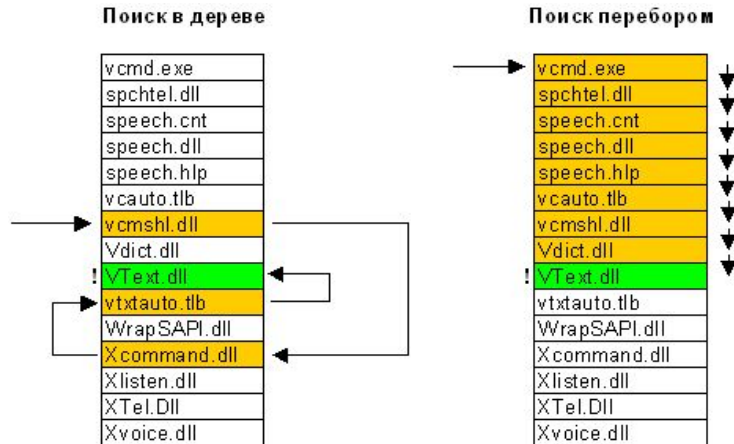 Поиск в дереве
vcmd.exe
spchtel.dll
speech.cnt
speech.dll
speech.hlp
vcauto.tlb
vcmshl.dll
Vdict.dll
! VText.dll
vtxtauto.tlb
WrapSAPI.dll
Xcommand.dll
Xlisten.dll
XTel.Dll
Xvoice.dll
Поиск перебором
vcmd.exe
spchtel.dll
speech.cnt
speech.dll
speech.hlp
vcauto.tlb
vcmshl.dll
Vdict.dll
! VText.dll
vtxtauto.tlb
WrapSAPI.dll
Xcommand.dll
Xlisten.dll
XTel.Dll
Xvoice.dll